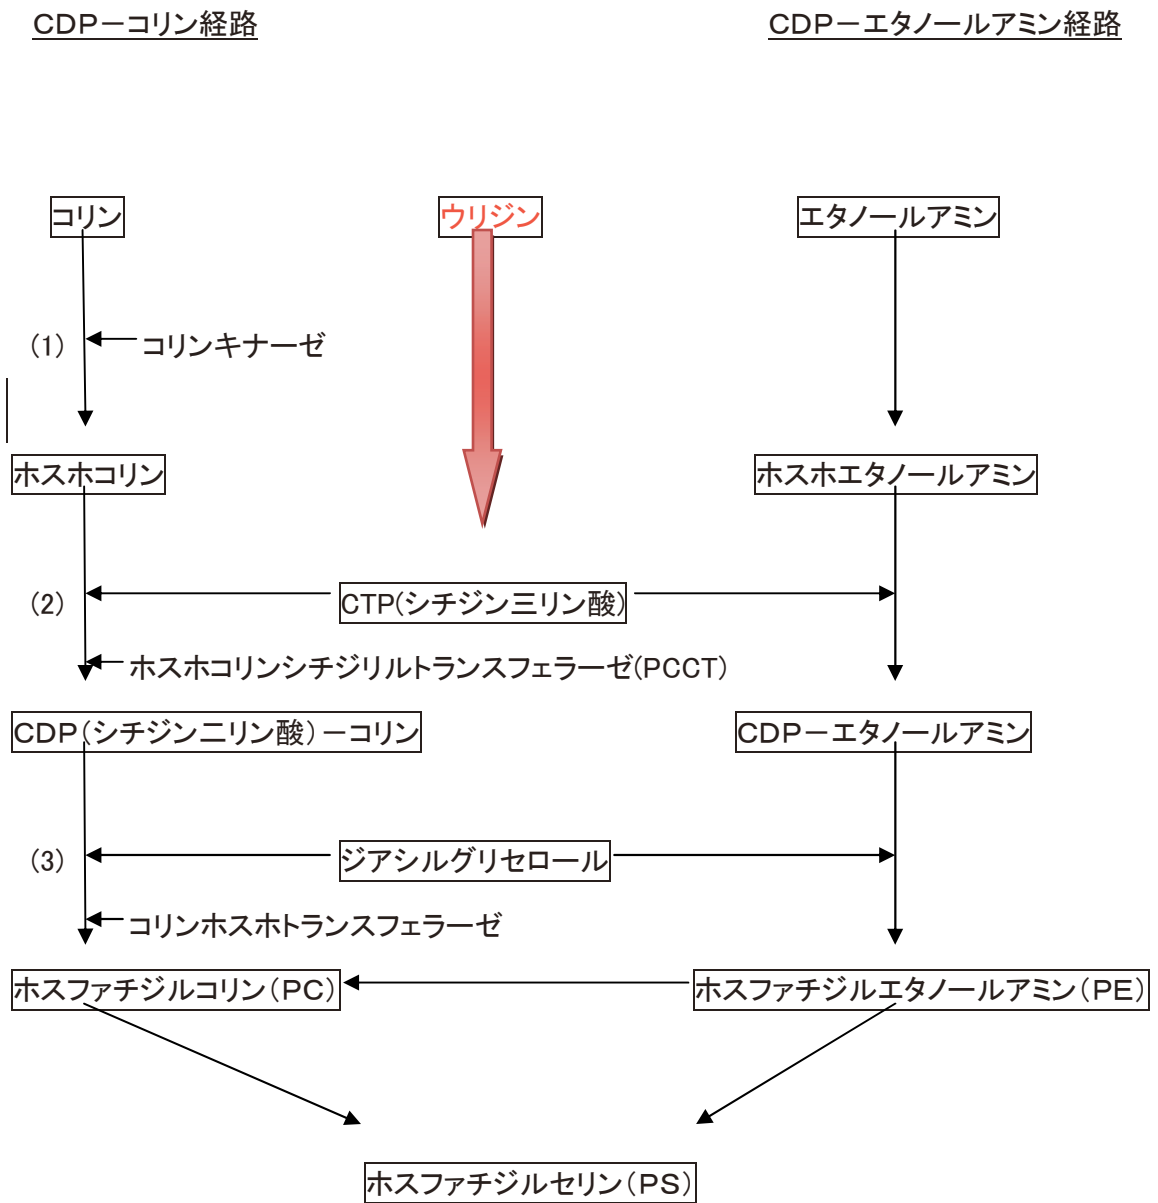 CDP－コリン経路
CDP－エタノールアミン経路
コリン
ウリジン
エタノールアミン
(1)
コリンキナーゼ
ホスホコリン
ホスホエタノールアミン
(2)
CTP(シチジン三リン酸)
ホスホコリンシチジリルトランスフェラーゼ(PCCT)
CDP(シチジン二リン酸)－コリン
CDP－エタノールアミン
(3)
ジアシルグリセロール
コリンホスホトランスフェラーゼ
ホスファチジルコリン(PC)
ホスファチジルエタノールアミン(PE)
ホスファチジルセリン(PS)